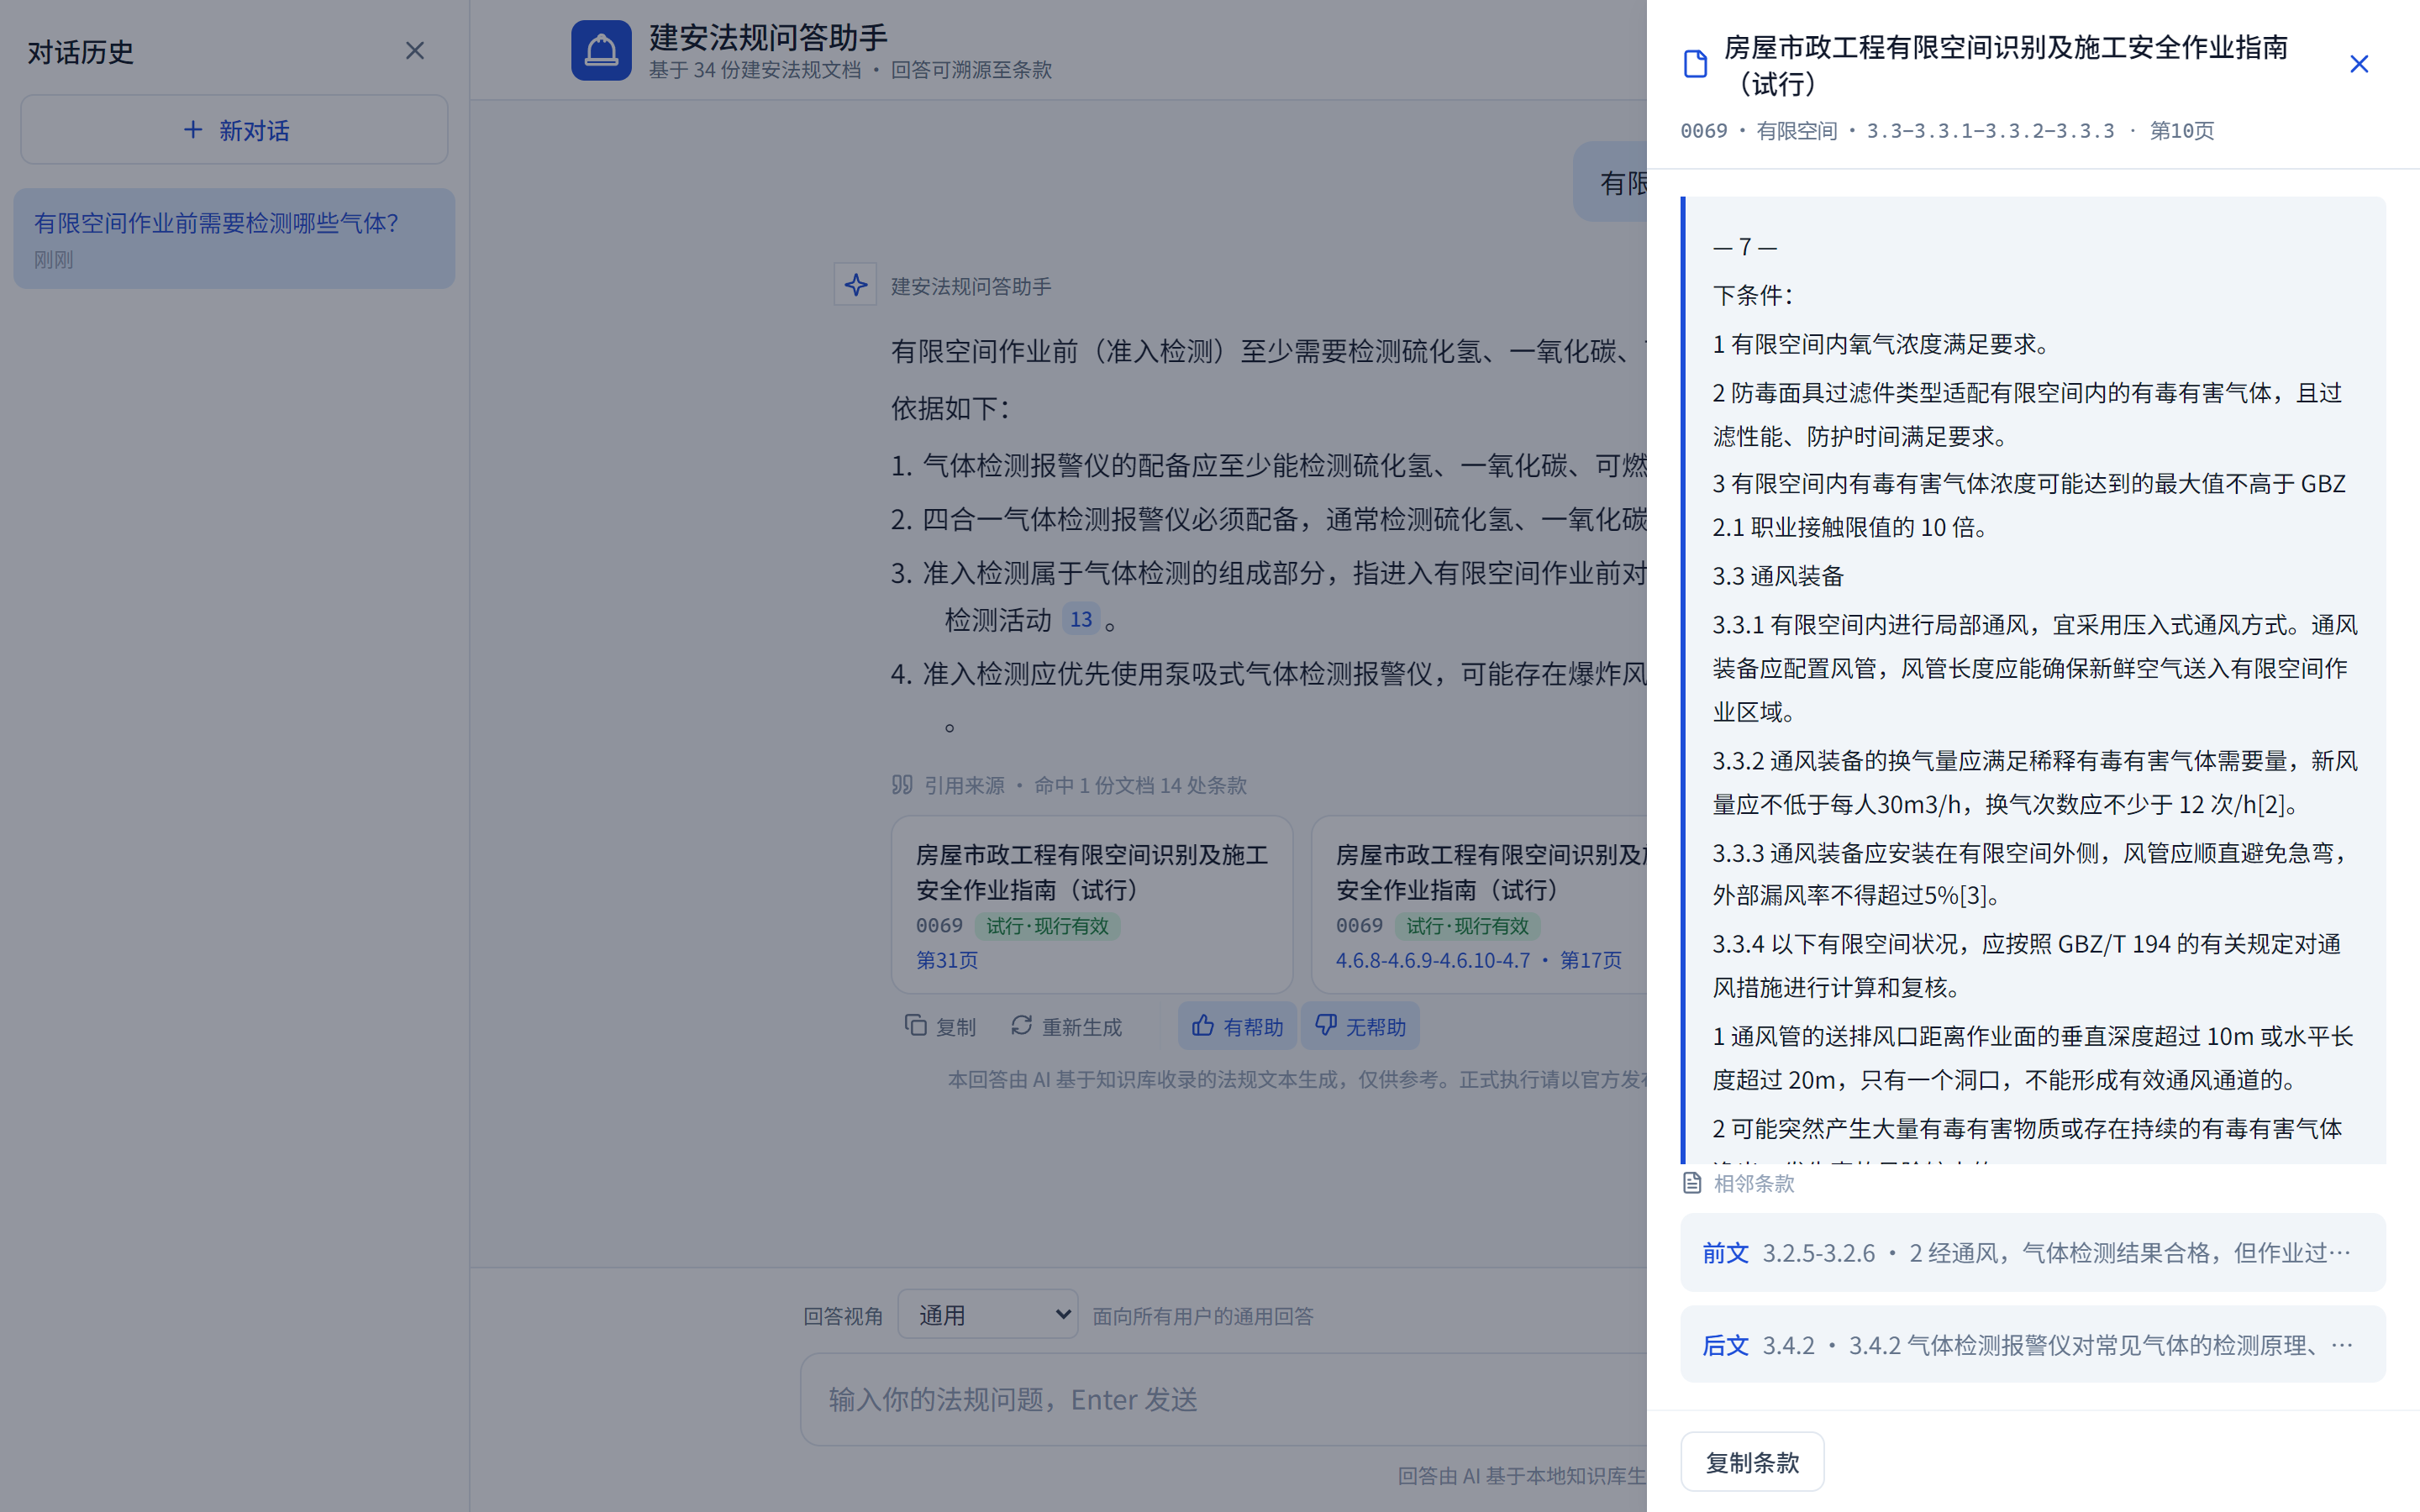 对话历史
新对话
有限空间作业前需要检测哪些气体？
刚刚
建安法规问答助手
基于 34 份建安法规文档 • 回答可溯源至条款
有限
建安法规问答助手
有限空间作业前（准入检测）至少需要检测硫化氢、一氧化碳、
依据如下：
1. 气体检测报警仪的配备应至少能检测硫化氢、一氧化碳、可燃
2. 四合一气体检测报警仪必须配备，通常检测硫化氢、一氧化碳
3. 准入检测属于气体检测的组成部分，指进入有限空间作业前对
检测活动 13 。
4. 准入检测应优先使用泵吸式气体检测报警仪，可能存在爆炸风
。
引用来源 • 命中 1 份文档 14 处条款
房屋市政工程有限空间识别及施工
安全作业指南（试行）
0069 试行·现行有效
第31页
房屋市政工程有限空间识别及
安全作业指南（试行）
0069 试行·现行有效
4.6.8-4.6.9-4.6.10-4.7 • 第17页
复制 重新生成 有帮助 无帮助
本回答由 AI 基于知识库收录的法规文本生成，仅供参考。正式执行请以官方发
回答视角 通用 面向所有用户的通用回答
输入你的法规问题，Enter 发送
回答由 AI 基于本地知识库生
房屋市政工程有限空间识别及施工安全作业指南
（试行）
0069 • 有限空间 • 3.3-3.3.1-3.3.2-3.3.3 · 第10页
— 7 —
下条件：
1 有限空间内氧气浓度满足要求。
2 防毒面具过滤件类型适配有限空间内的有毒有害气体，且过
滤性能、防护时间满足要求。
3 有限空间内有毒有害气体浓度可能达到的最大值不高于 GBZ
2.1 职业接触限值的 10 倍。
3.3 通风装备
3.3.1 有限空间内进行局部通风，宜采用压入式通风方式。通风
装备应配置风管，风管长度应能确保新鲜空气送入有限空间作
业区域。
3.3.2 通风装备的换气量应满足稀释有毒有害气体需要量，新风
量应不低于每人30m3/h，换气次数应不少于 12 次/h[2]。
3.3.3 通风装备应安装在有限空间外侧，风管应顺直避免急弯，
外部漏风率不得超过5%[3]。
3.3.4 以下有限空间状况，应按照 GBZ/T 194 的有关规定对通
风措施进行计算和复核。
1 通风管的送排风口距离作业面的垂直深度超过 10m 或水平长
度超过 20m，只有一个洞口，不能形成有效通风通道的。
2 可能突然产生大量有毒有害物质或存在持续的有毒有害气体
相邻条款
前文 3.2.5-3.2.6 • 2 经通风，气体检测结果合格，但作业过…
后文 3.4.2 • 3.4.2 气体检测报警仪对常见气体的检测原理、…
复制条款